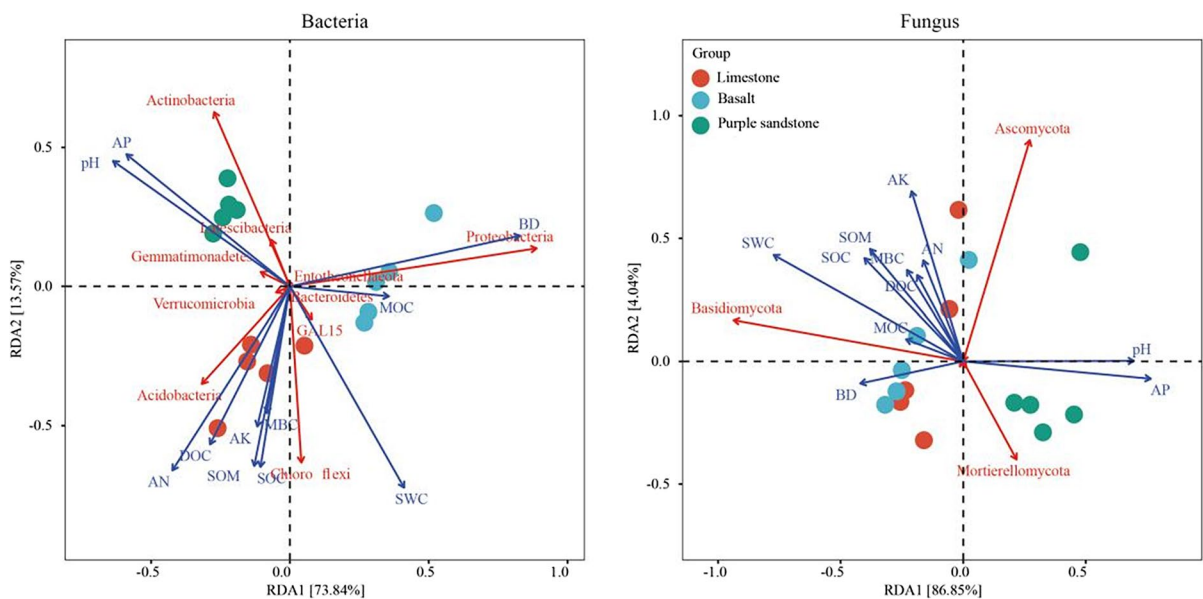 Bacteria
Actinobacteria
AP
pH
0.5
BD
Proteobacteria
Gemmatimonadetes
Entotheonellaeota
0.0
Bacteroidetes
Verrucomicrobia
MOC
GAL15
Acidobacteria
-0.5
AK
MBC
DOC
AN
SOM
SOC
Chloro flexi
SWC
RDA2 [13.57%]
-0.5
0.0
0.5
1.0
RDA1 [73.84%]
Fungus
Group
Limestone
Basalt
Purple sandstone
1.0
Ascomycota
AK
0.5
SWC
SOM
AN
SOC
MBC
DOC
Basidiomycota
MOC
pH
0.0
BD
AP
Mortierellomycota
-0.5
RDA2 [4.04%]
-1.0
-0.5
0.0
0.5
RDA1 [86.85%]